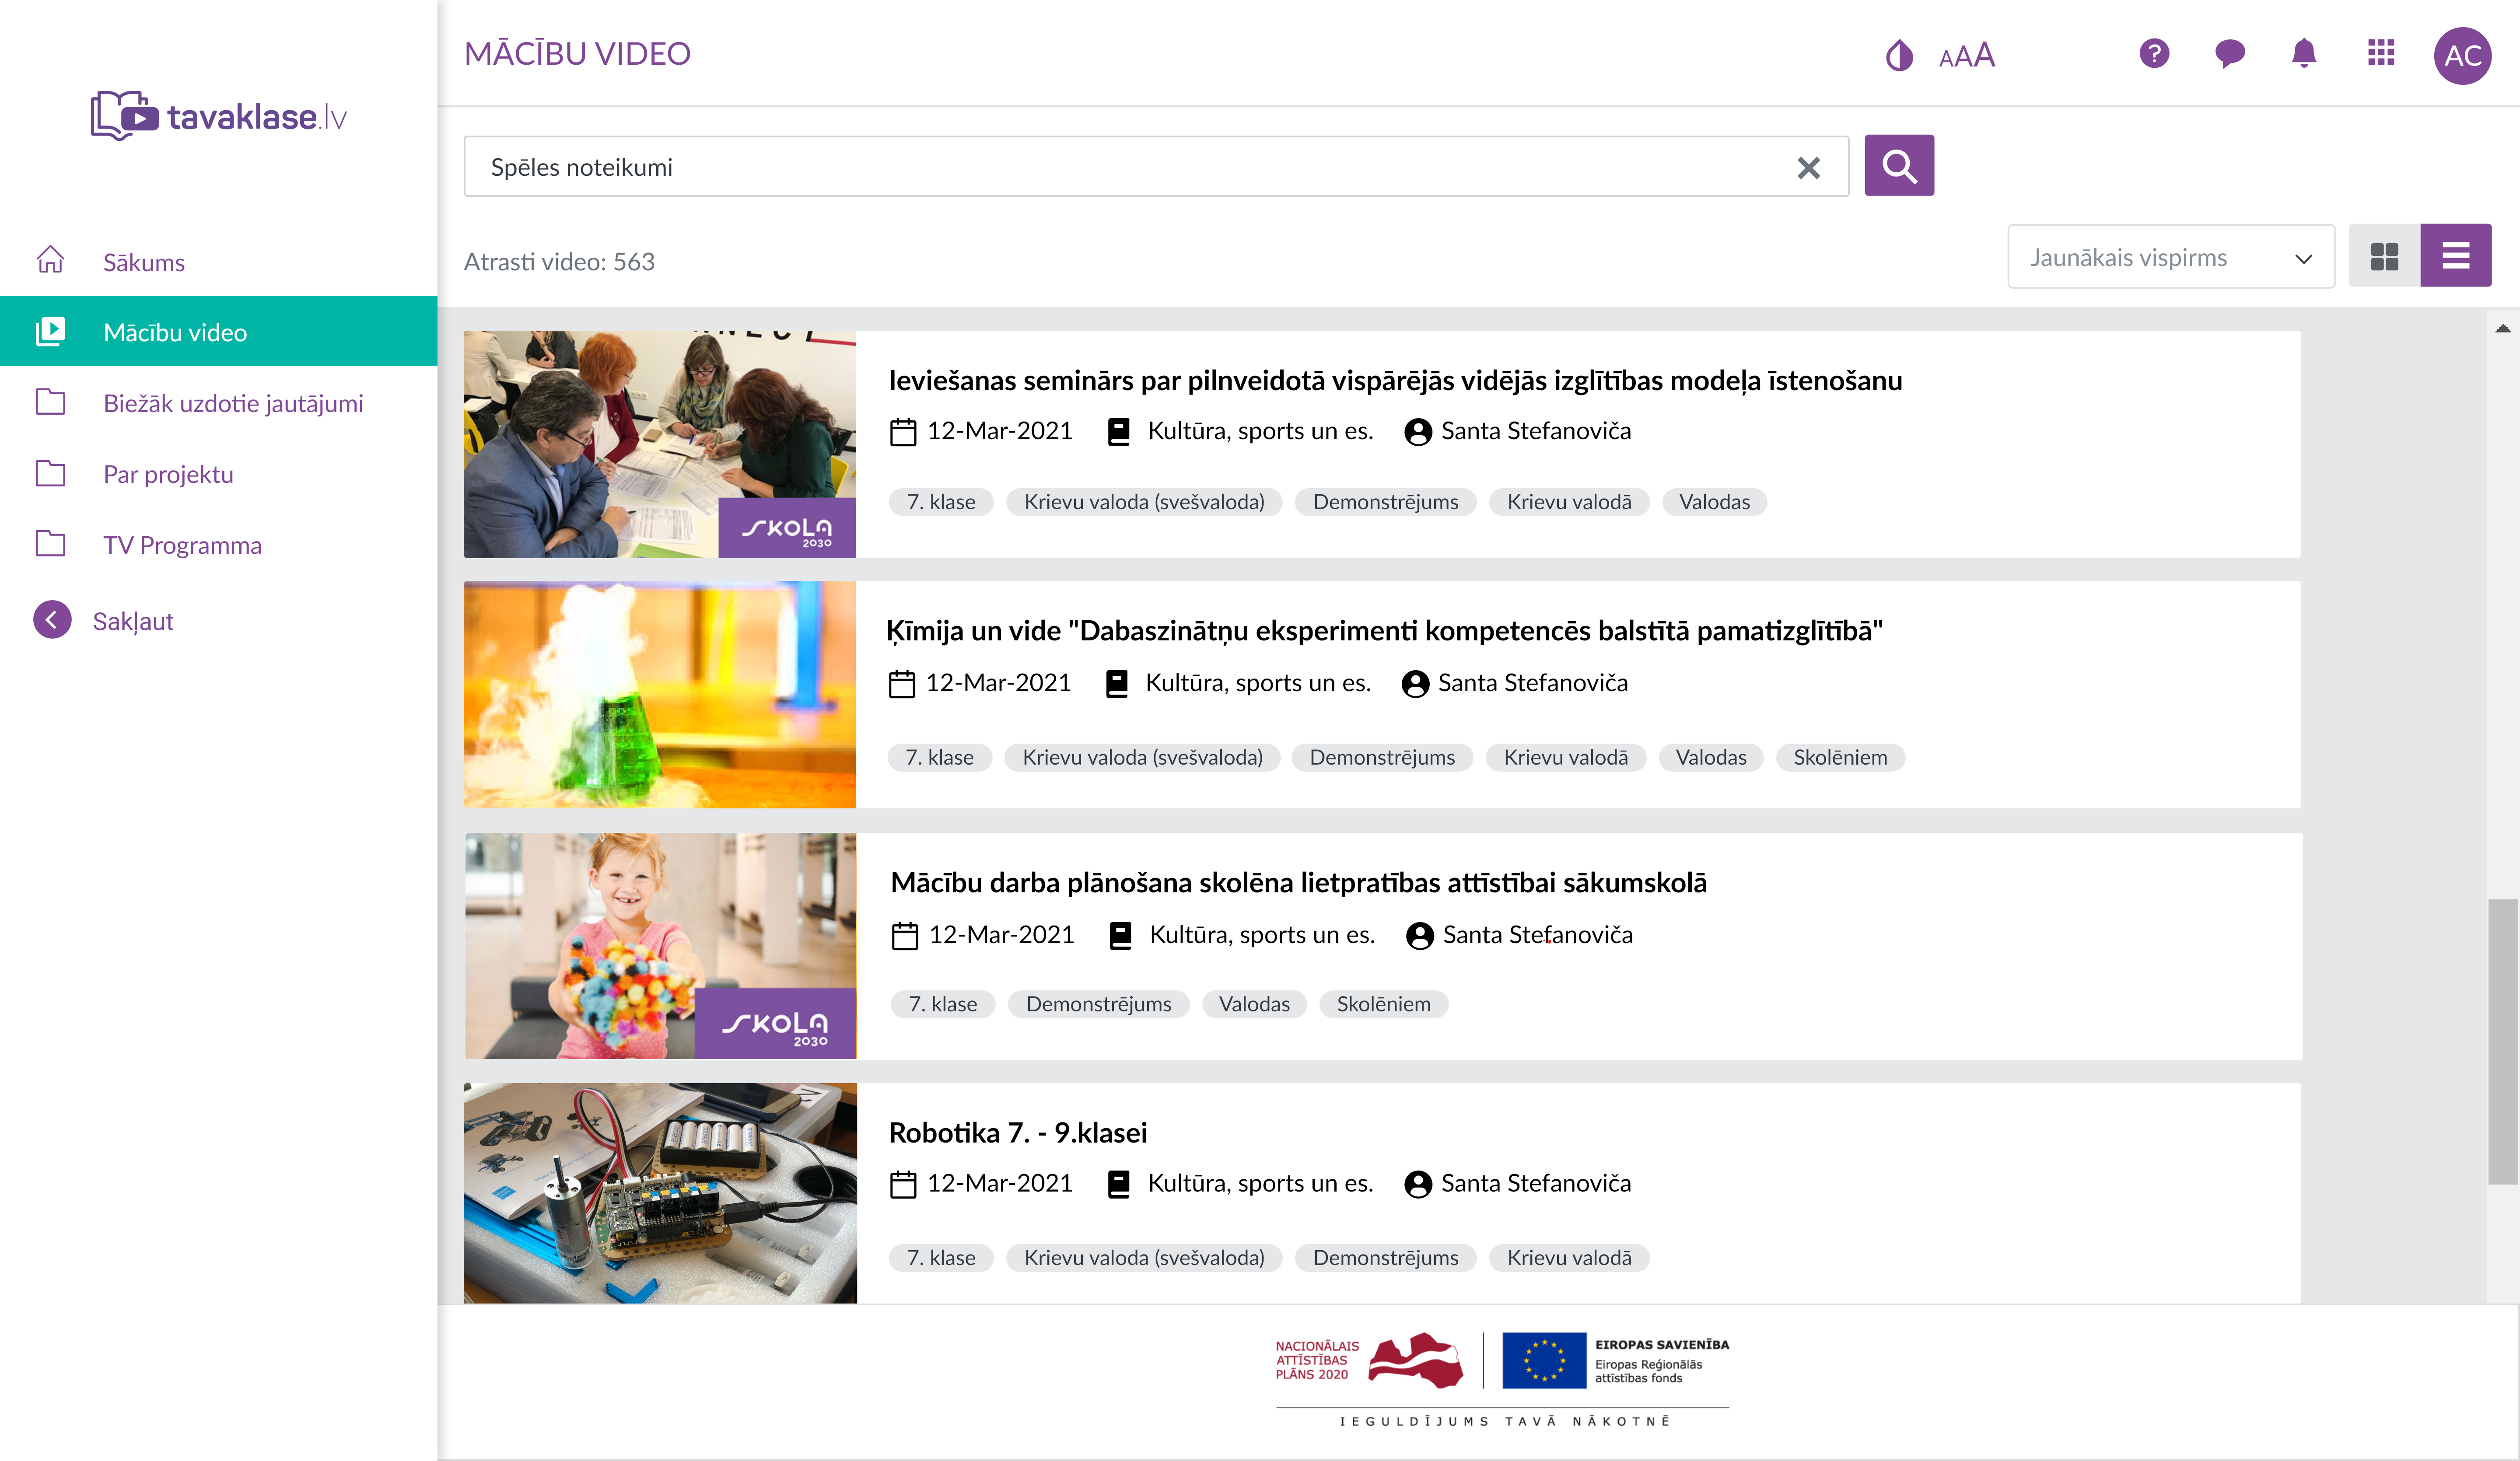 MĀCĪBU VIDEO
AAA
?
AC
tavaklase.lv
Spēles noteikumi
Atrasti video: 563
Jaunākais vispirms
Sākums
Mācību video
Biežāk uzdotie jautājumi
Par projektu
TV Programma
Sakļaut
Ieviešanas seminārs par pilnveidotā vispārējās vidējās izglītības modeļa īstenošanu
12-Mar-2021 Kultūra, sports un es. Santa Stefanoviča
7. klase Krievu valoda (svešvaloda) Demonstrējums Krievu valodā Valodas
SKOLA
2030
Ķīmija un vide "Dabaszinātņu eksperimenti kompetencēs balstītā pamatizglītībā"
12-Mar-2021 Kultūra, sports un es. Santa Stefanoviča
7. klase Krievu valoda (svešvaloda) Demonstrējums Krievu valodā Valodas Skolēniem
Mācību darba plānošana skolēna lietpratības attīstībai sākumskolā
12-Mar-2021 Kultūra, sports un es. Santa Stefanoviča
7. klase Demonstrējums Valodas Skolēniem
SKOLA
2030
Robotika 7. - 9.klasei
12-Mar-2021 Kultūra, sports un es. Santa Stefanoviča
7. klase Krievu valoda (svešvaloda) Demonstrējums Krievu valodā
NACIONĀLAIS
ATTĪSTĪBAS
PLĀNS 2020
EIROPAS SAVIENĪBA
Eiropas Reģionālās
attīstības fonds
IEGULDĪJUMS TAVĀ NĀKOTNĒ